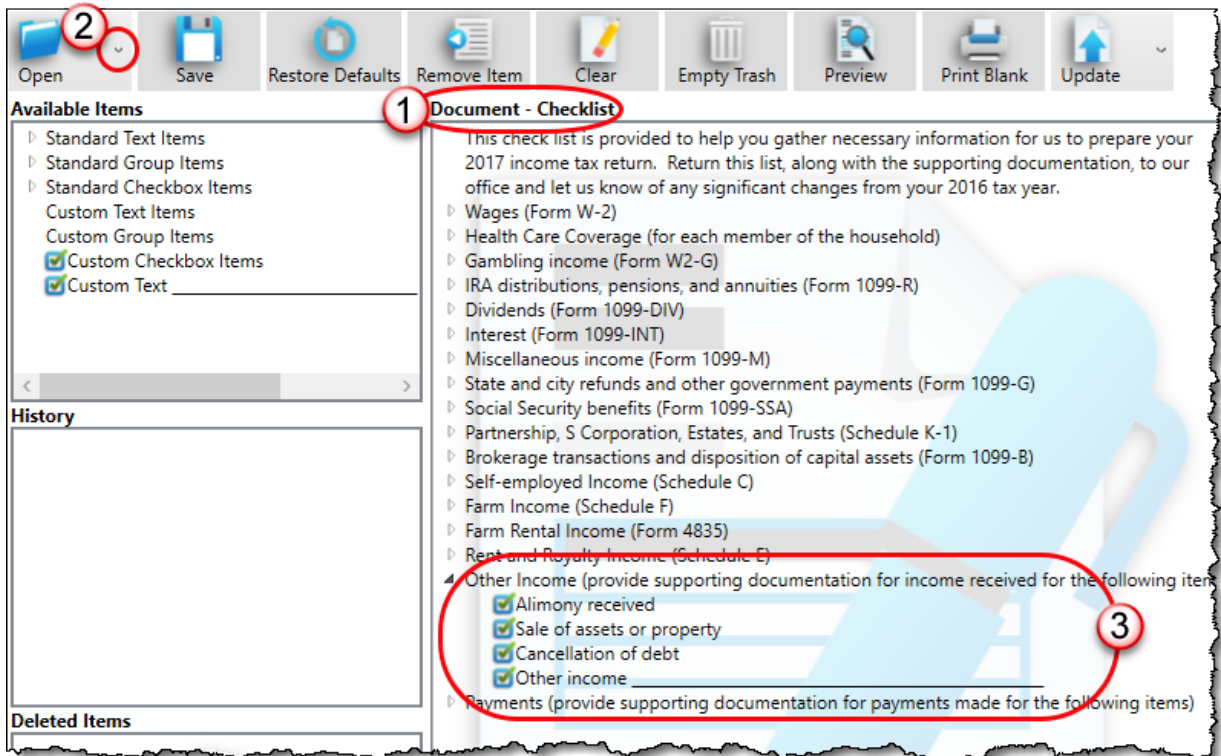 2
Open
Save
Restore Defaults
Remove Item
Clear
Empty Trash
Preview
Print Blank
Update
Available Items
Standard Text Items
Standard Group Items
Standard Checkbox Items
Custom Text Items
Custom Group Items
Custom Checkbox Items
Custom Text
History
Deleted Items
1
Document - Checklist
This check list is provided to help you gather necessary information for us to prepare your
2017 income tax return. Return this list, along with the supporting documentation, to our
office and let us know of any significant changes from your 2016 tax year.
Wages (Form W-2)
Health Care Coverage (for each member of the household)
Gambling income (Form W2-G)
IRA distributions, pensions, and annuities (Form 1099-R)
Dividends (Form 1099-DIV)
Interest (Form 1099-INT)
Miscellaneous income (Form 1099-M)
State and city refunds and other government payments (Form 1099-G)
Social Security benefits (Form 1099-SSA)
Partnership, S Corporation, Estates, and Trusts (Schedule K-1)
Brokerage transactions and disposition of capital assets (Form 1099-B)
Self-employed Income (Schedule C)
Farm Income (Schedule F)
Farm Rental Income (Form 4835)
Rent and Royalty Income (Schedule E)
Other Income (provide supporting documentation for income received for the following item
Alimony received
Sale of assets or property
Cancellation of debt
Other income
3
Payments (provide supporting documentation for payments made for the following items)